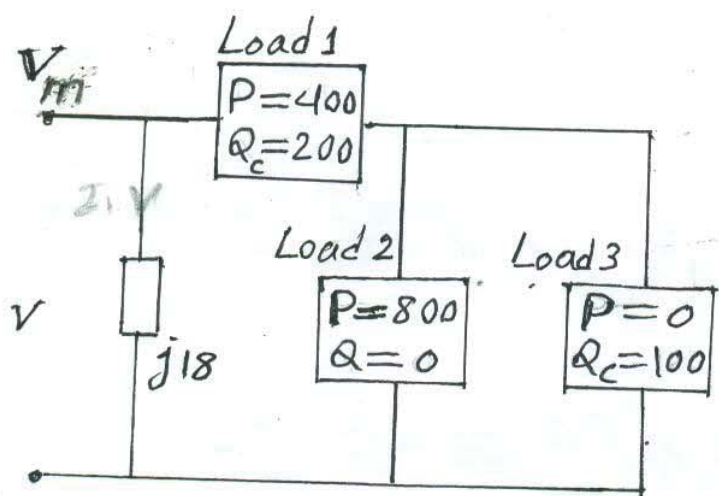 Load 1
Vm
P=400
Qc=200
Load 2
Load 3
V
j18
P=800
Q=0
P=0
Qc=100